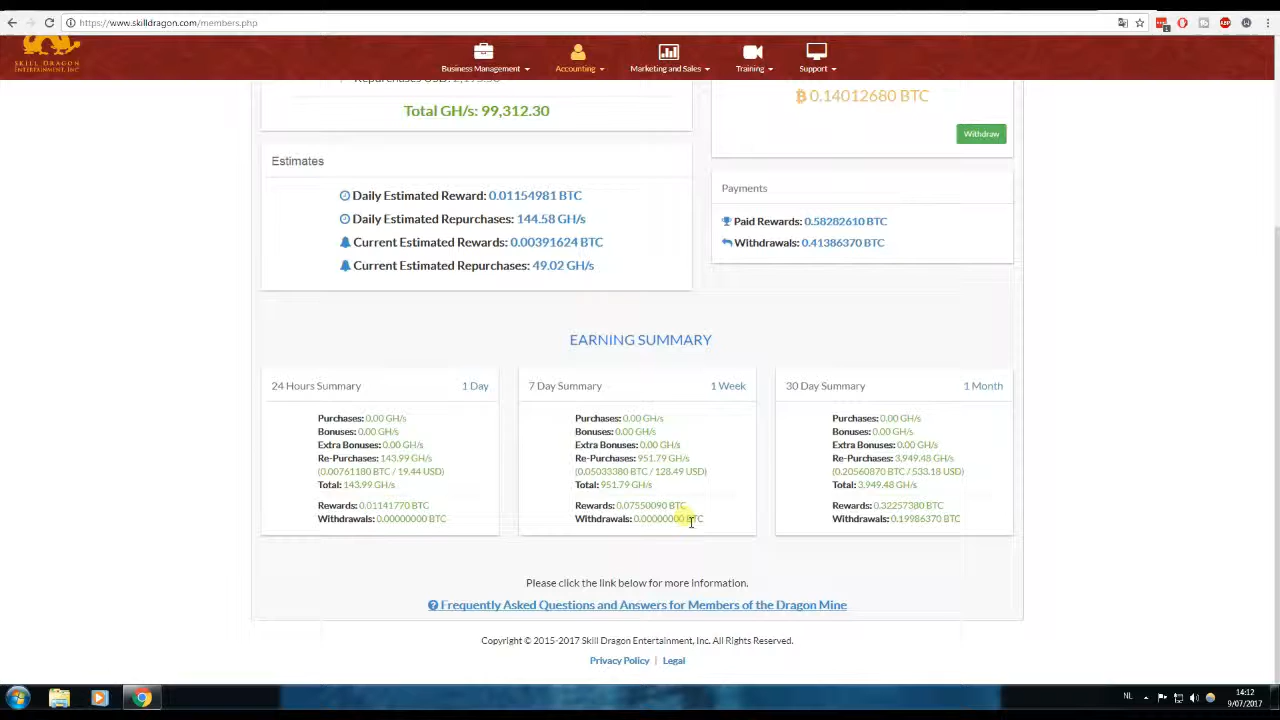 https://www.skilldragon.com/members.php
SKILL DRAGON
ENTERTAINMENT, INC
Business Management
Accounting
Marketing and Sales
Training
Support
Total GH/s: 99,312.30
0.14012680 BTC
Withdraw
Estimates
Daily Estimated Reward: 0.01154981 BTC
Daily Estimated Repurchases: 144.58 GH/s
Current Estimated Rewards: 0.00391624 BTC
Current Estimated Repurchases: 49.02 GH/s
Payments
Paid Rewards: 0.58282610 BTC
Withdrawals: 0.41386370 BTC
EARNING SUMMARY
24 Hours Summary 1 Day
Purchases: 0.00 GH/s
Bonuses: 0.00 GH/s
Extra Bonuses: 0.00 GH/s
Re-Purchases: 143.99 GH/s
(0.00761180 BTC / 19.44 USD)
Total: 143.99 GH/s
Rewards: 0.01141770 BTC
Withdrawals: 0.00000000 BTC
7 Day Summary 1 Week
Purchases: 0.00 GH/s
Bonuses: 0.00 GH/s
Extra Bonuses: 0.00 GH/s
Re-Purchases: 951.79 GH/s
(0.05033380 BTC / 128.49 USD)
Total: 951.79 GH/s
Rewards: 0.07550090 BTC
Withdrawals: 0.00000000 BTC
30 Day Summary 1 Month
Purchases: 0.00 GH/s
Bonuses: 0.00 GH/s
Extra Bonuses: 0.00 GH/s
Re-Purchases: 3,949.48 GH/s
(0.20560870 BTC / 533.18 USD)
Total: 3,949.48 GH/s
Rewards: 0.32257380 BTC
Withdrawals: 0.19986370 BTC
Please click the link below for more information.
Frequently Asked Questions and Answers for Members of the Dragon Mine
Copyright © 2015-2017 Skill Dragon Entertainment, Inc. All Rights Reserved.
Privacy Policy | Legal
NL
14:12
9/07/2017